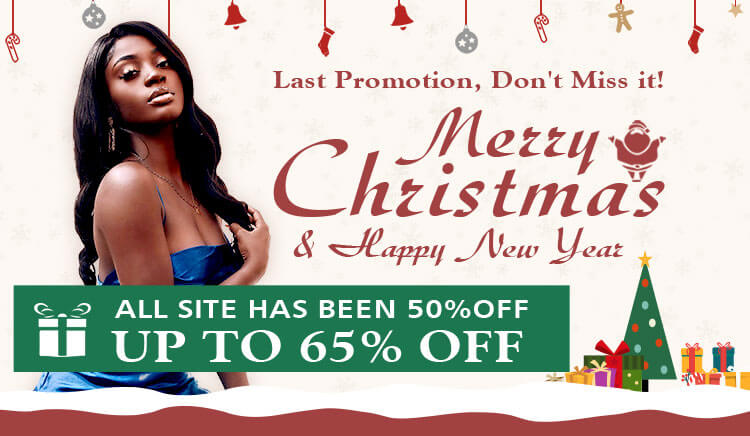 Last Promotion, Don't Miss it!
Merry
Christmas
& Happy New Year
ALL SITE HAS BEEN 50%OFF
UP TO 65% OFF